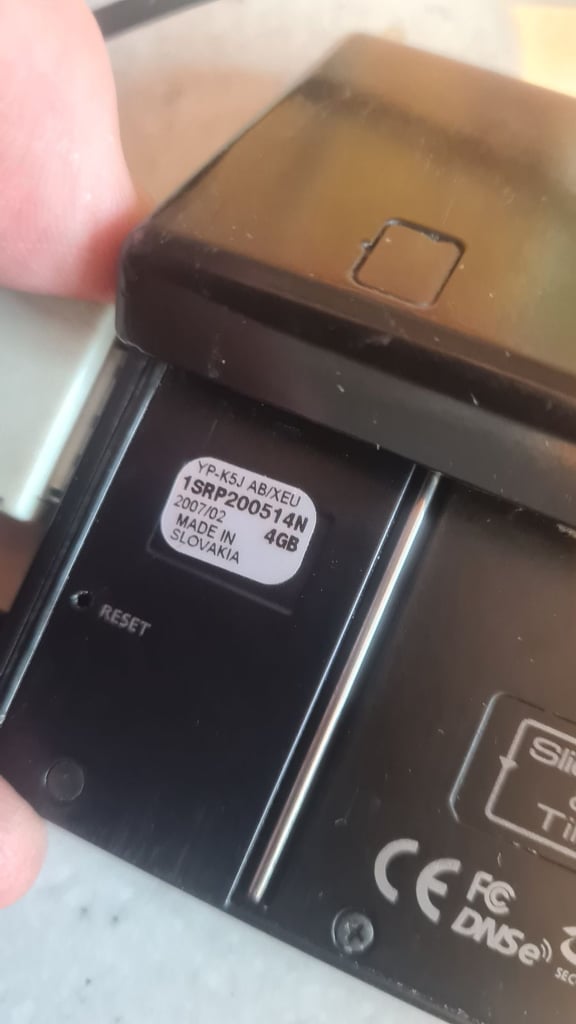 YP-K5J AB/XEU
1SRP200514N
2007/02 4GB
MADE IN
SLOVAKIA
RESET
CE FC
DNSe